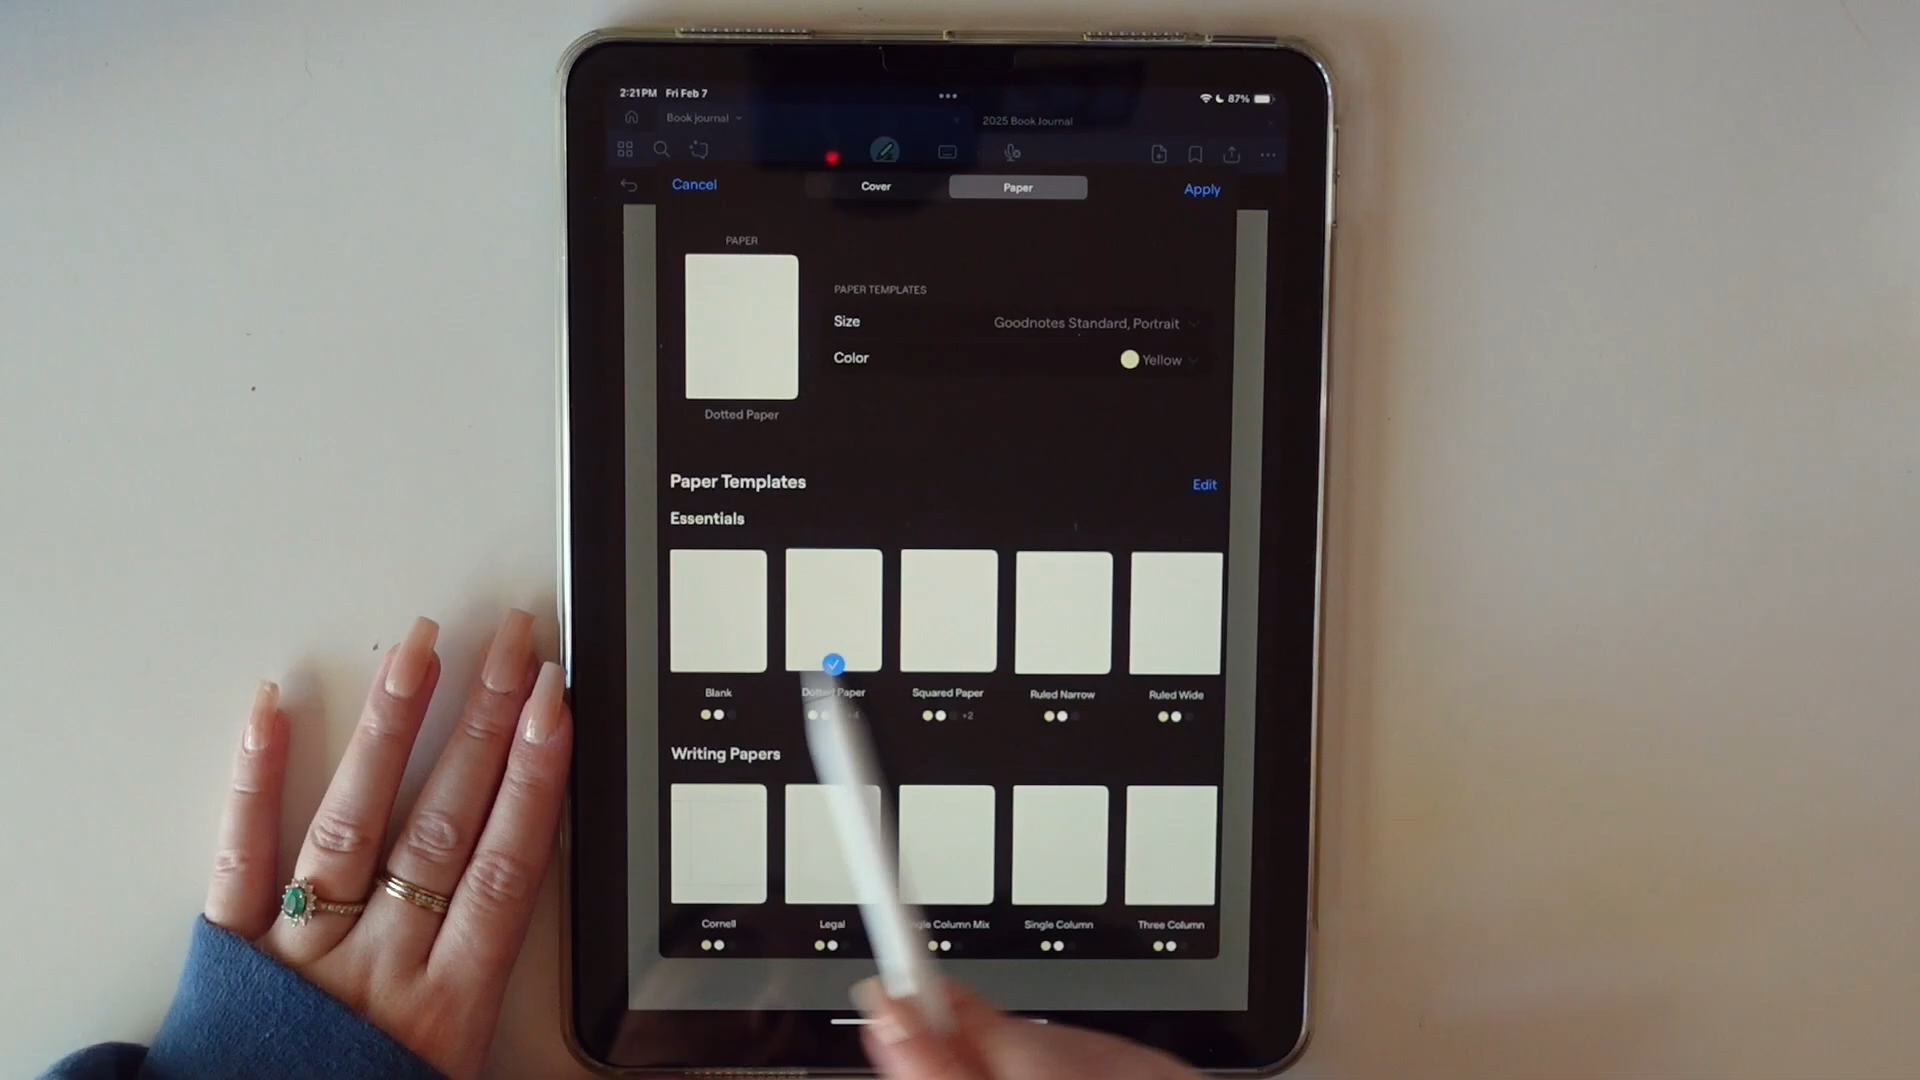 2:21PM Fri Feb 7
87%
Book journal
2025 Book Journal
Cancel
Cover
Paper
Apply
PAPER
Dotted Paper
PAPER TEMPLATES
Size
Goodnotes Standard, Portrait
Color
Yellow
Paper Templates
Edit
Essentials
Blank
Dotted Paper
Squared Paper
Ruled Narrow
Ruled Wide
+2
Writing Papers
Cornell
Legal
Column Mix
Single Column
Three Column